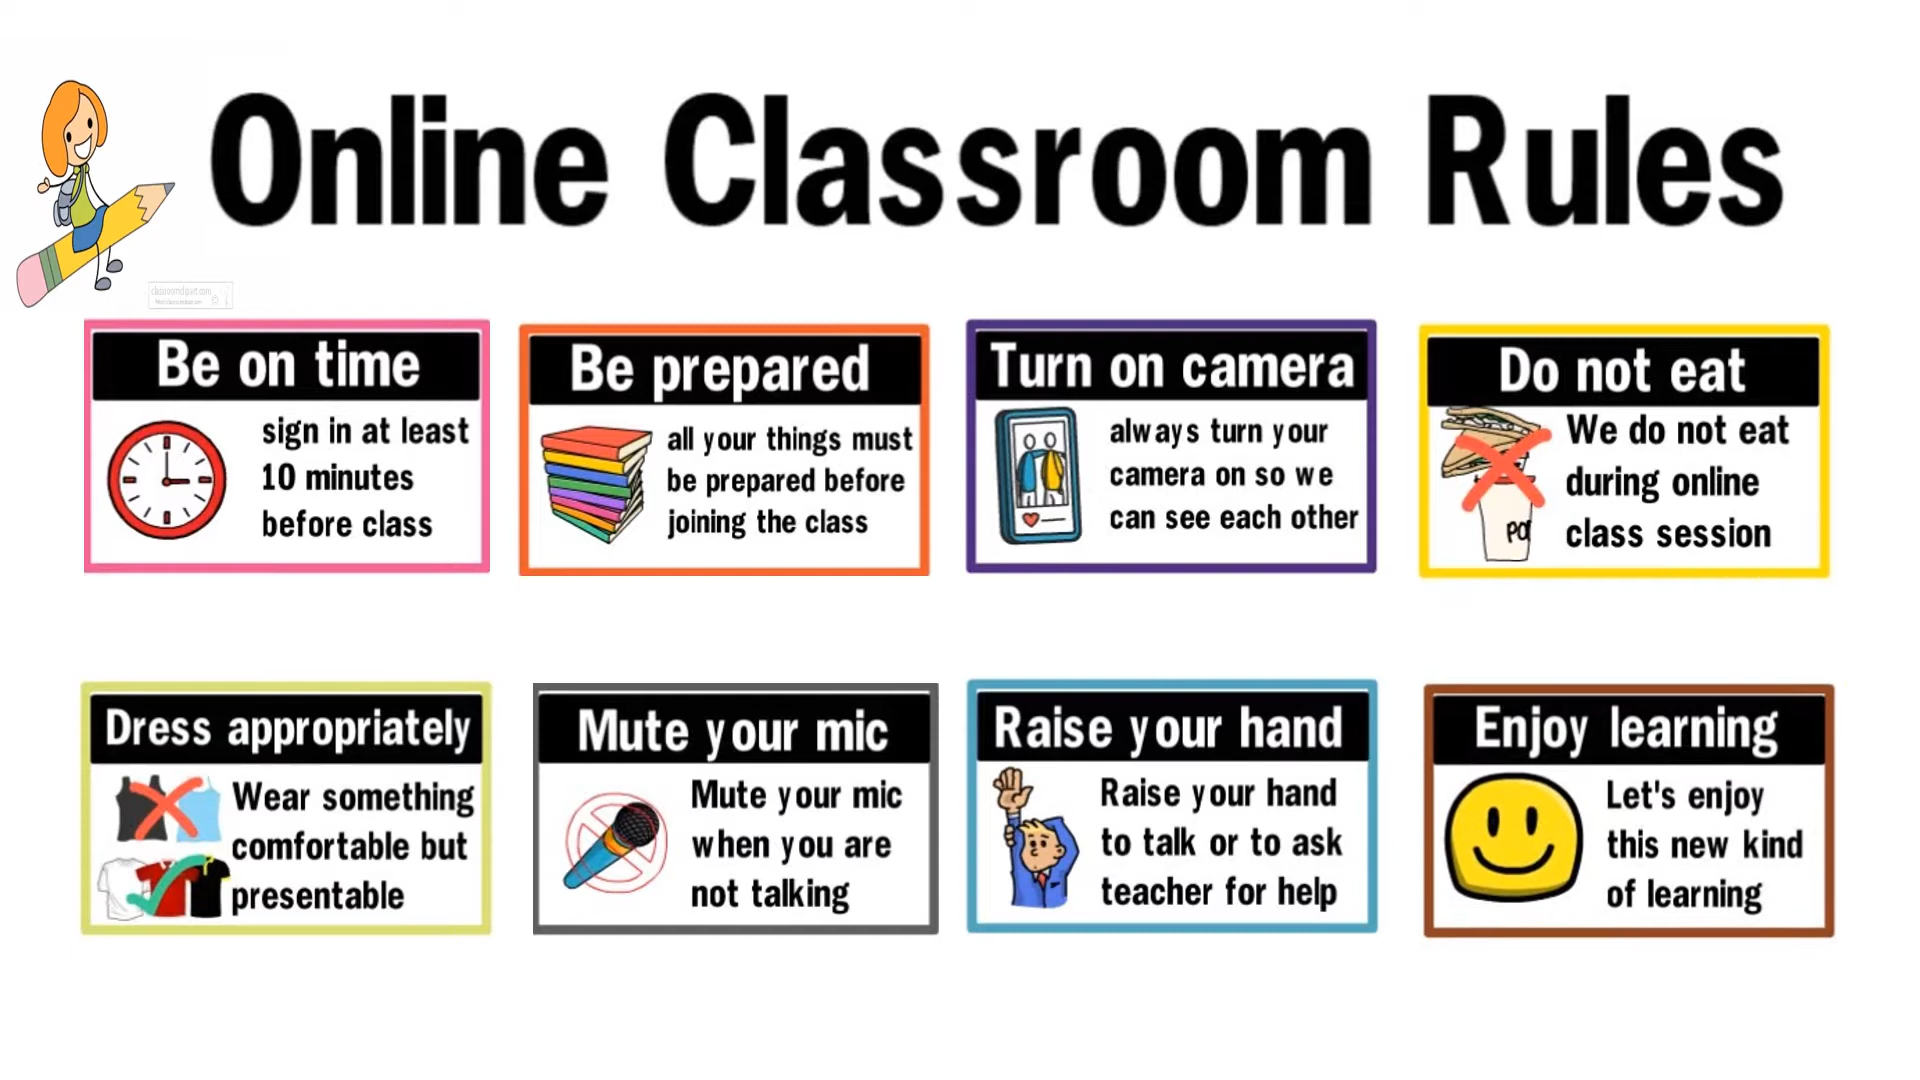 Online Classroom Rules
classroomclipart.com
Be on time
sign in at least
10 minutes
before class
Be prepared
all your things must
be prepared before
joining the class
Turn on camera
always turn your
camera on so we
can see each other
Do not eat
We do not eat
during online
class session
Dress appropriately
Wear something
comfortable but
presentable
Mute your mic
Mute your mic
when you are
not talking
Raise your hand
Raise your hand
to talk or to ask
teacher for help
Enjoy learning
Let's enjoy
this new kind
of learning